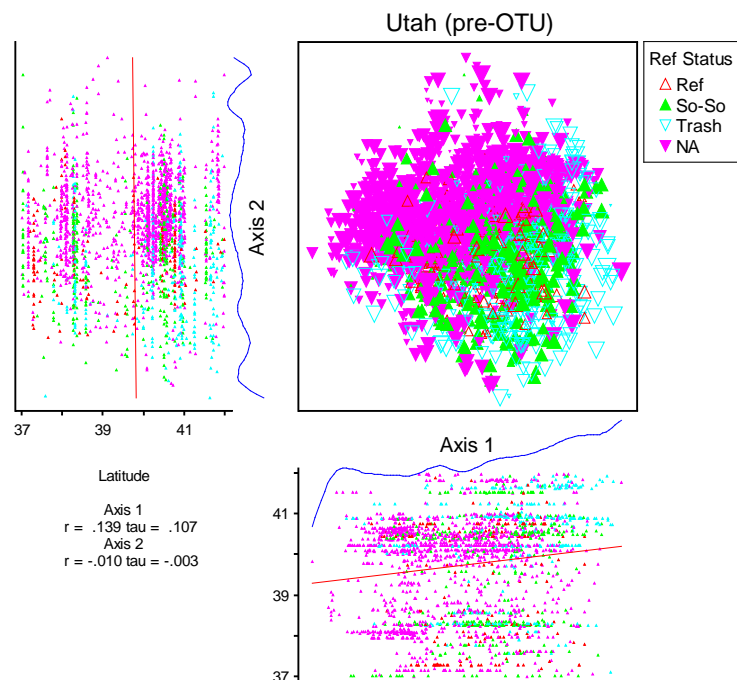 Utah (pre-OTU)
Ref Status
Ref
So-So
Trash
NA
Axis 2
37
39
41
Axis 1
Latitude
Axis 1
r = .139 tau = .107
Axis 2
r = -.010 tau = -.003
41
39
37